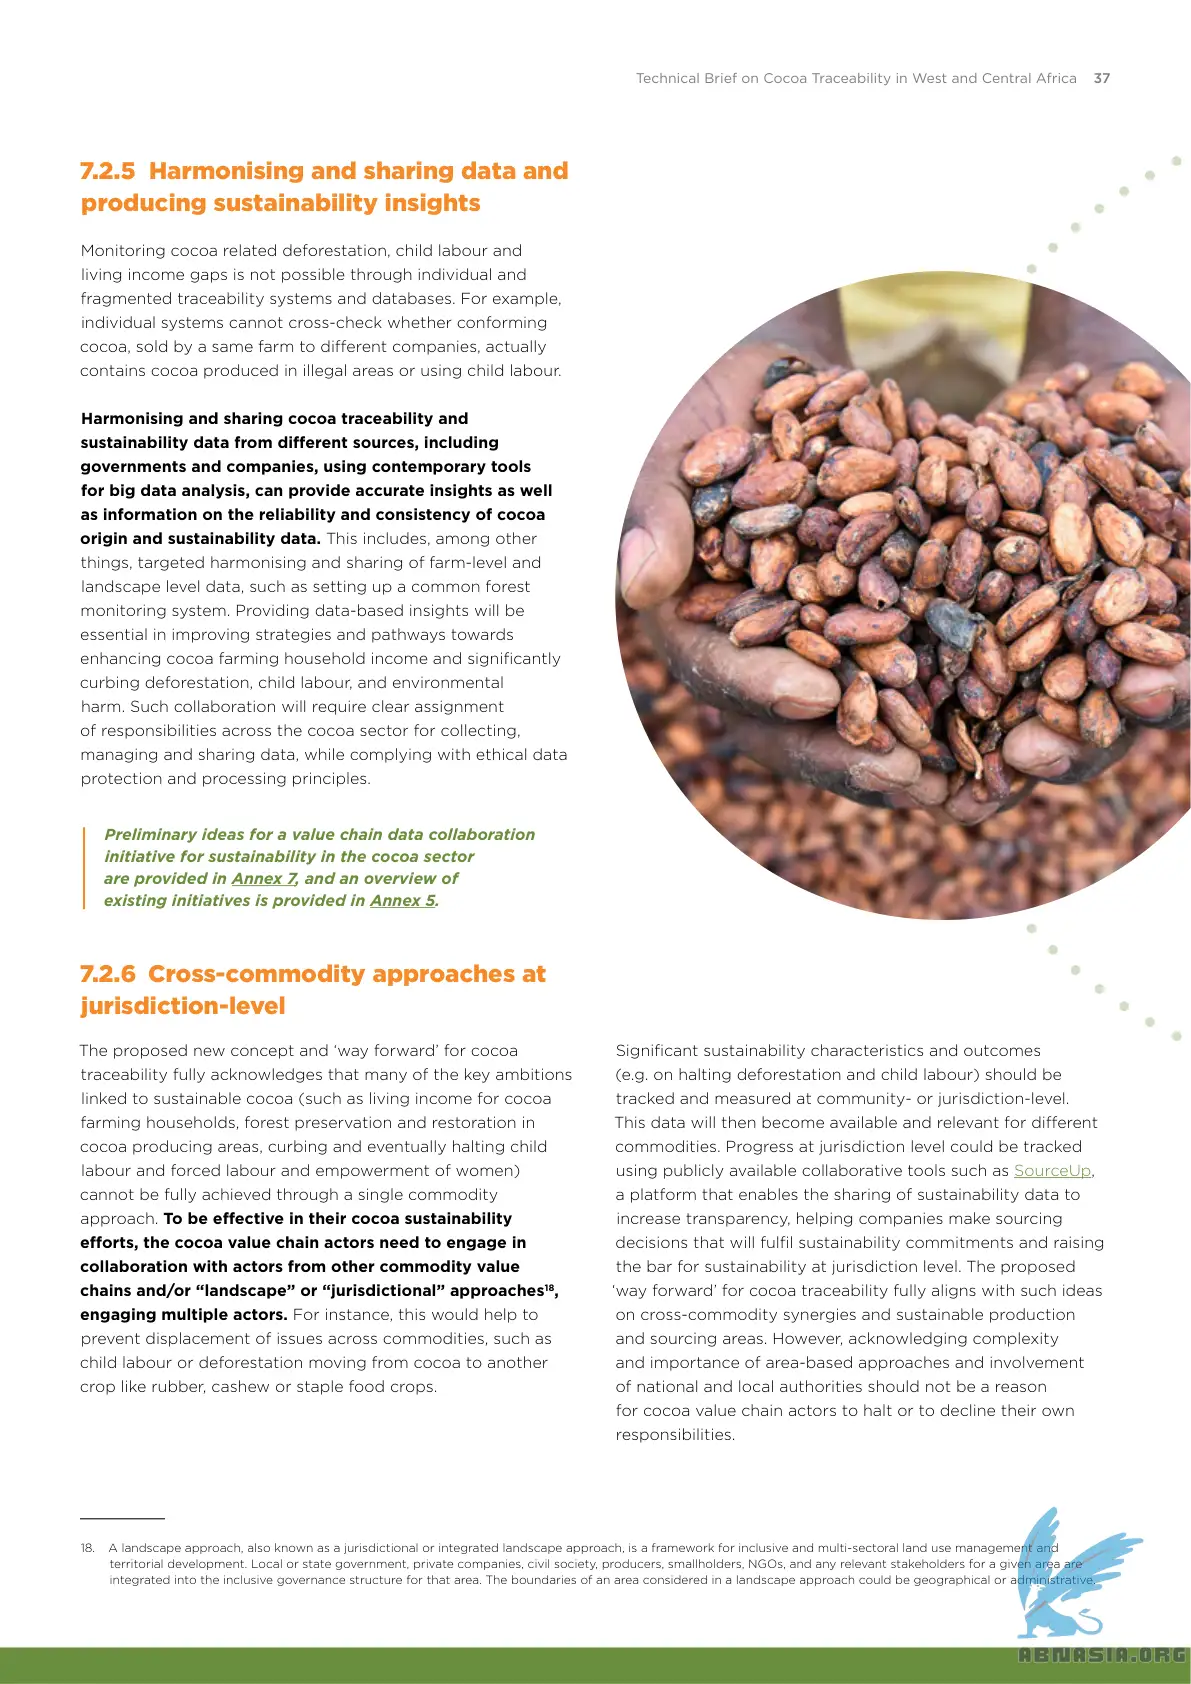 Technical Brief on Cocoa Traceability in West and Central Africa 37
7.2.5 Harmonising and sharing data and
producing sustainability insights
Monitoring cocoa related deforestation, child labour and
living income gaps is not possible through individual and
fragmented traceability systems and databases. For example,
individual systems cannot cross-check whether conforming
cocoa, sold by a same farm to different companies, actually
contains cocoa produced in illegal areas or using child labour.
Harmonising and sharing cocoa traceability and
sustainability data from different sources, including
governments and companies, using contemporary tools
for big data analysis, can provide accurate insights as well
as information on the reliability and consistency of cocoa
origin and sustainability data. This includes, among other
things, targeted harmonising and sharing of farm-level and
landscape level data, such as setting up a common forest
monitoring system. Providing data-based insights will be
essential in improving strategies and pathways towards
enhancing cocoa farming household income and significantly
curbing deforestation, child labour, and environmental
harm. Such collaboration will require clear assignment
of responsibilities across the cocoa sector for collecting,
managing and sharing data, while complying with ethical data
protection and processing principles.
Preliminary ideas for a value chain data collaboration
initiative for sustainability in the cocoa sector
are provided in Annex 7, and an overview of
existing initiatives is provided in Annex 5.
7.2.6 Cross-commodity approaches at
jurisdiction-level
The proposed new concept and ‘way forward’ for cocoa
traceability fully acknowledges that many of the key ambitions
linked to sustainable cocoa (such as living income for cocoa
farming households, forest preservation and restoration in
cocoa producing areas, curbing and eventually halting child
labour and forced labour and empowerment of women)
cannot be fully achieved through a single commodity
approach. To be effective in their cocoa sustainability
efforts, the cocoa value chain actors need to engage in
collaboration with actors from other commodity value
chains and/or “landscape” or “jurisdictional” approaches18,
engaging multiple actors. For instance, this would help to
prevent displacement of issues across commodities, such as
child labour or deforestation moving from cocoa to another
crop like rubber, cashew or staple food crops.
Significant sustainability characteristics and outcomes
(e.g. on halting deforestation and child labour) should be
tracked and measured at community- or jurisdiction-level.
This data will then become available and relevant for different
commodities. Progress at jurisdiction level could be tracked
using publicly available collaborative tools such as SourceUp,
a platform that enables the sharing of sustainability data to
increase transparency, helping companies make sourcing
decisions that will fulfil sustainability commitments and raising
the bar for sustainability at jurisdiction level. The proposed
‘way forward’ for cocoa traceability fully aligns with such ideas
on cross-commodity synergies and sustainable production
and sourcing areas. However, acknowledging complexity
and importance of area-based approaches and involvement
of national and local authorities should not be a reason
for cocoa value chain actors to halt or to decline their own
responsibilities.
18. A landscape approach, also known as a jurisdictional or integrated landscape approach, is a framework for inclusive and multi-sectoral land use management and
territorial development. Local or state government, private companies, civil society, producers, smallholders, NGOs, and any relevant stakeholders for a given area are
integrated into the inclusive governance structure for that area. The boundaries of an area considered in a landscape approach could be geographical or administrative.
ABNASIA.ORG